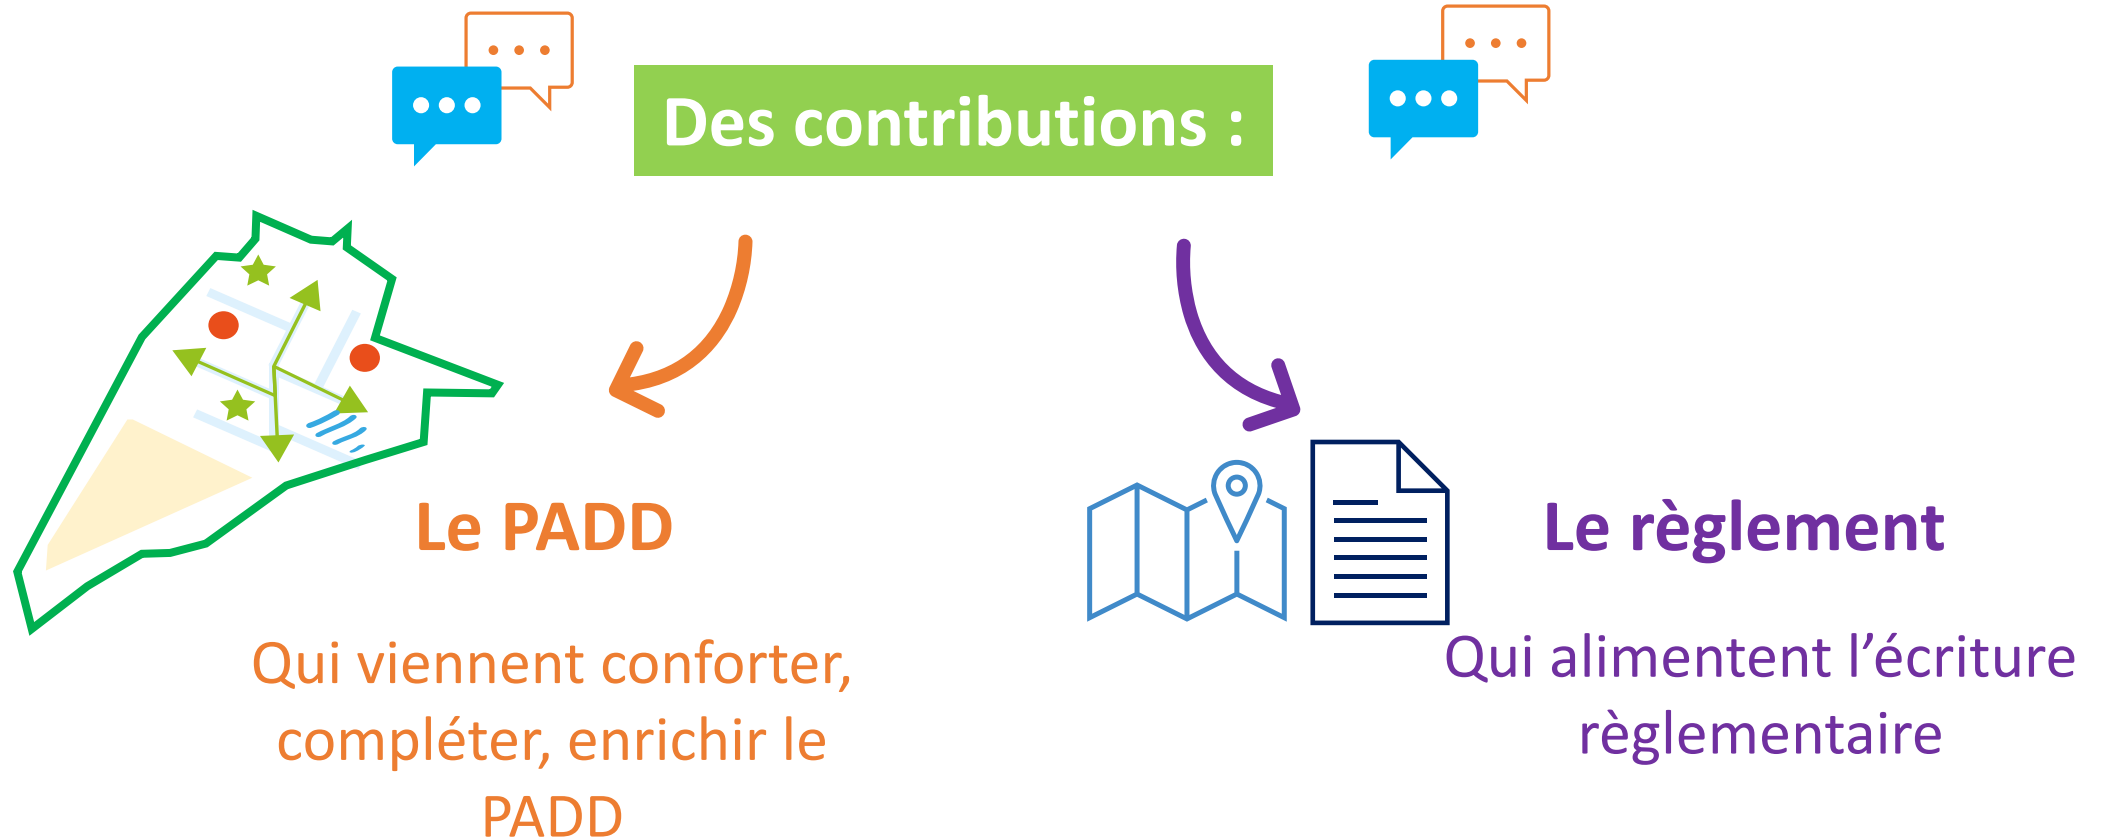 Des contributions :
Le PADD
Qui viennent conforter,
compléter, enrichir le
PADD
Le règlement
Qui alimentent l’écriture
règlementaire